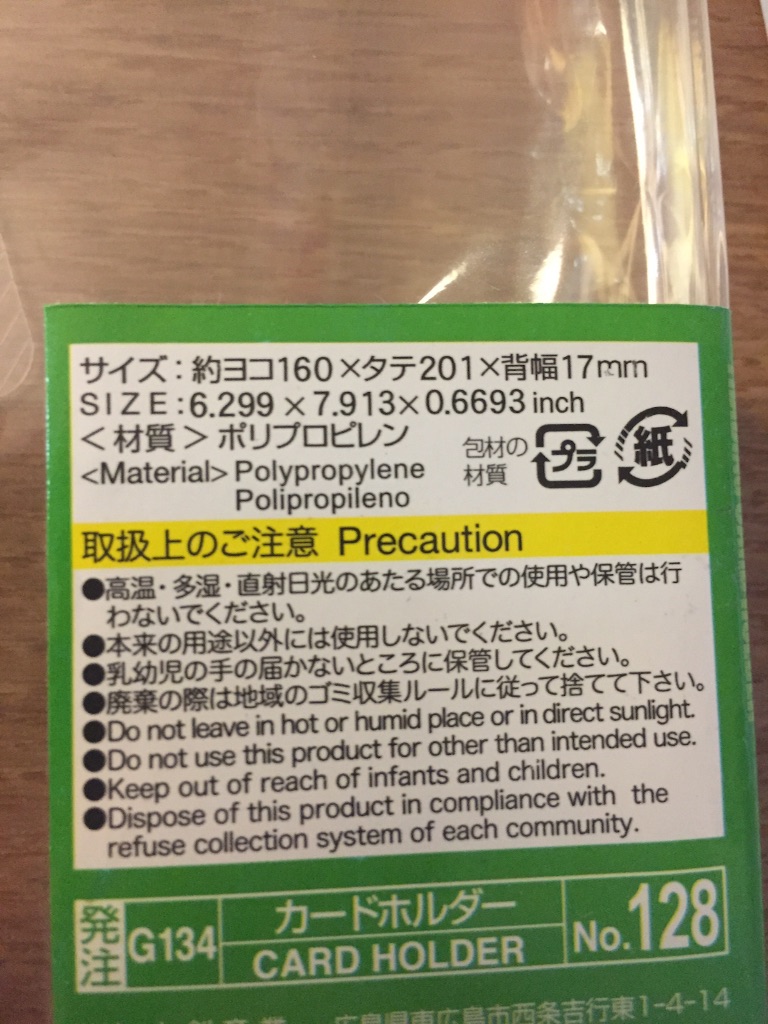 サイズ：約ヨコ160×タテ201×背幅17mm
SIZE:6.299×7.913×0.6693 inch
＜材質＞ポリプロピレン
<Material> Polypropylene
Polipropileno
包材の
材質
プラ
紙
取扱上のご注意 Precaution
●高温・多湿・直射日光のあたる場所での使用や保管は行
わないでください。
●本来の用途以外には使用しないでください。
●乳幼児の手の届かないところに保管してください。
●廃棄の際は地域のゴミ収集ルールに従って捨てて下さい。
●Do not leave in hot or humid place or in direct sunlight.
●Do not use this product for other than intended use.
●Keep out of reach of infants and children.
●Dispose of this product in compliance with the
refuse collection system of each community.
発注
G134
カードホルダー
CARD HOLDER
No.128
広島県東広島市西条吉行東1-4-14